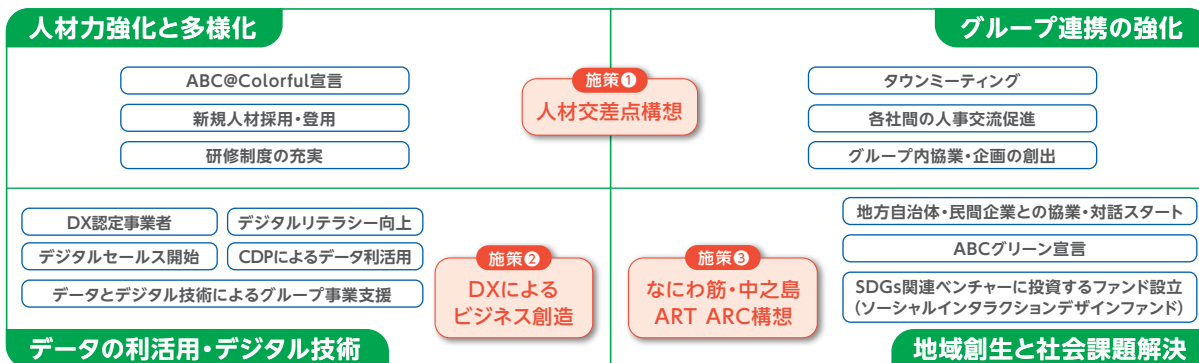 人材力強化と多様化
ABC@Colorful宣言
新規人材採用・登用
研修制度の充実
施策❶
人材交差点構想
グループ連携の強化
タウンミーティング
各社間の人事交流促進
グループ内協業・企画の創出
DX認定事業者
デジタルリテラシー向上
デジタルセールス開始
CDPによるデータ利活用
データとデジタル技術によるグループ事業支援
データの利活用・デジタル技術
施策❷
DXによる
ビジネス創造
施策❸
なにわ筋・中之島
ART ARC構想
地方自治体・民間企業との協業・対話スタート
ABCグリーン宣言
SDGs関連ベンチャーに投資するファンド設立
(ソーシャルインタラクションデザインファンド)
地域創生と社会課題解決